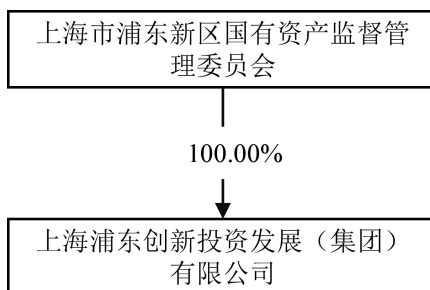 上海市浦东新区国有资产监督管
理委员会
100.00%
上海浦东创新投资发展（集团）
有限公司